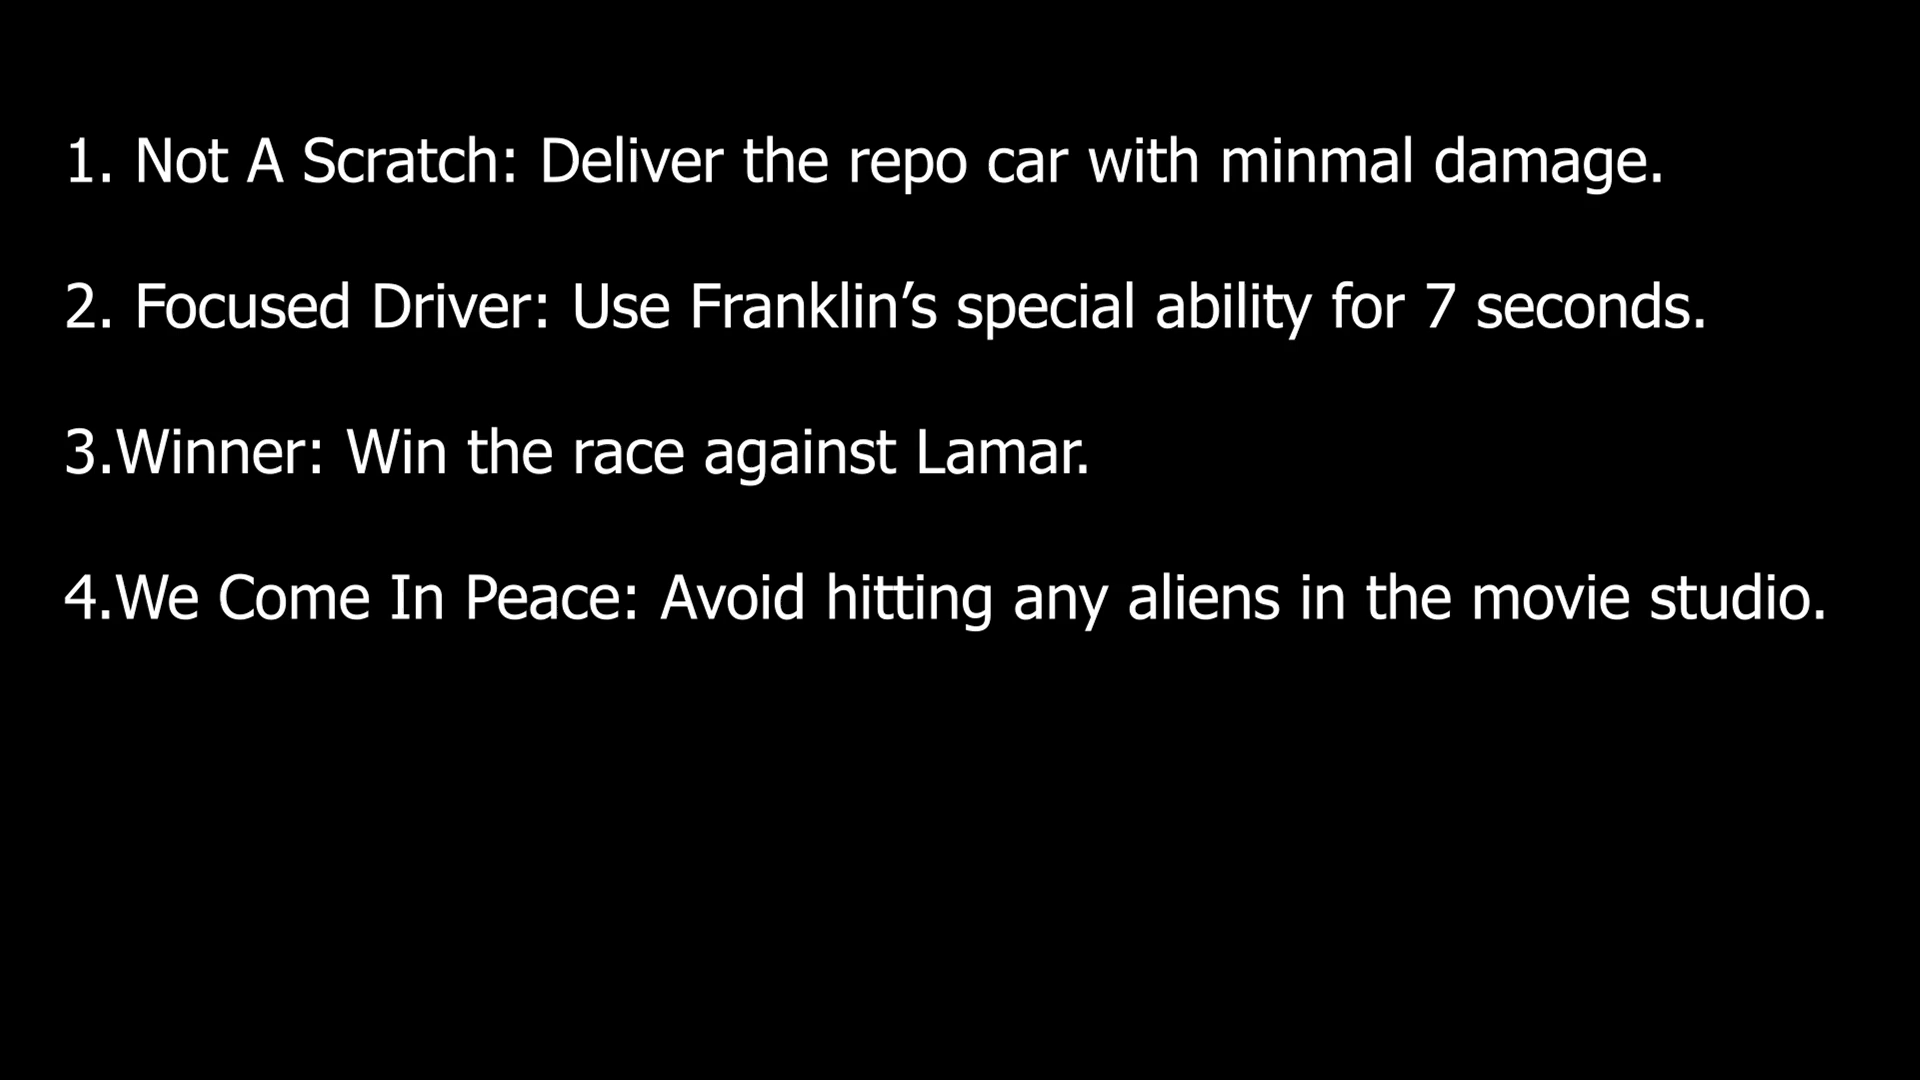 1. Not A Scratch: Deliver the repo car with minmal damage.
2. Focused Driver: Use Franklin’s special ability for 7 seconds.
3.Winner: Win the race against Lamar.
4.We Come In Peace: Avoid hitting any aliens in the movie studio.